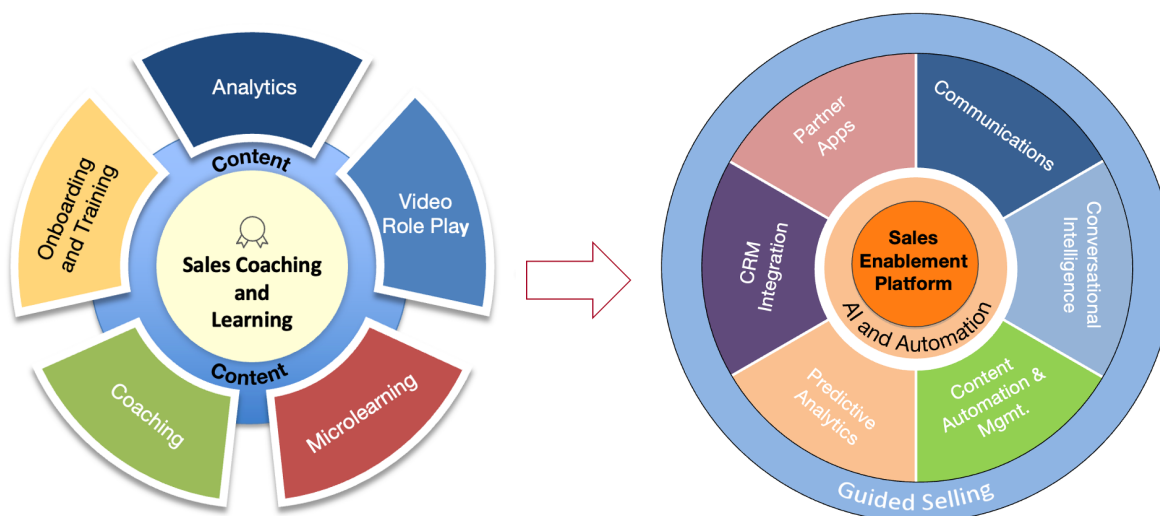 Analytics
Content
Onboarding
and Training
Video
Role Play
Sales Coaching
and
Learning
Content
Coaching
Microlearning
Partner
Apps
Communications
CRM
Integration
Sales
Enablement
Platform
AI and Automation
Conversational
Intelligence
Predictive
Analytics
Content
Automation &
Mgmt.
Guided Selling